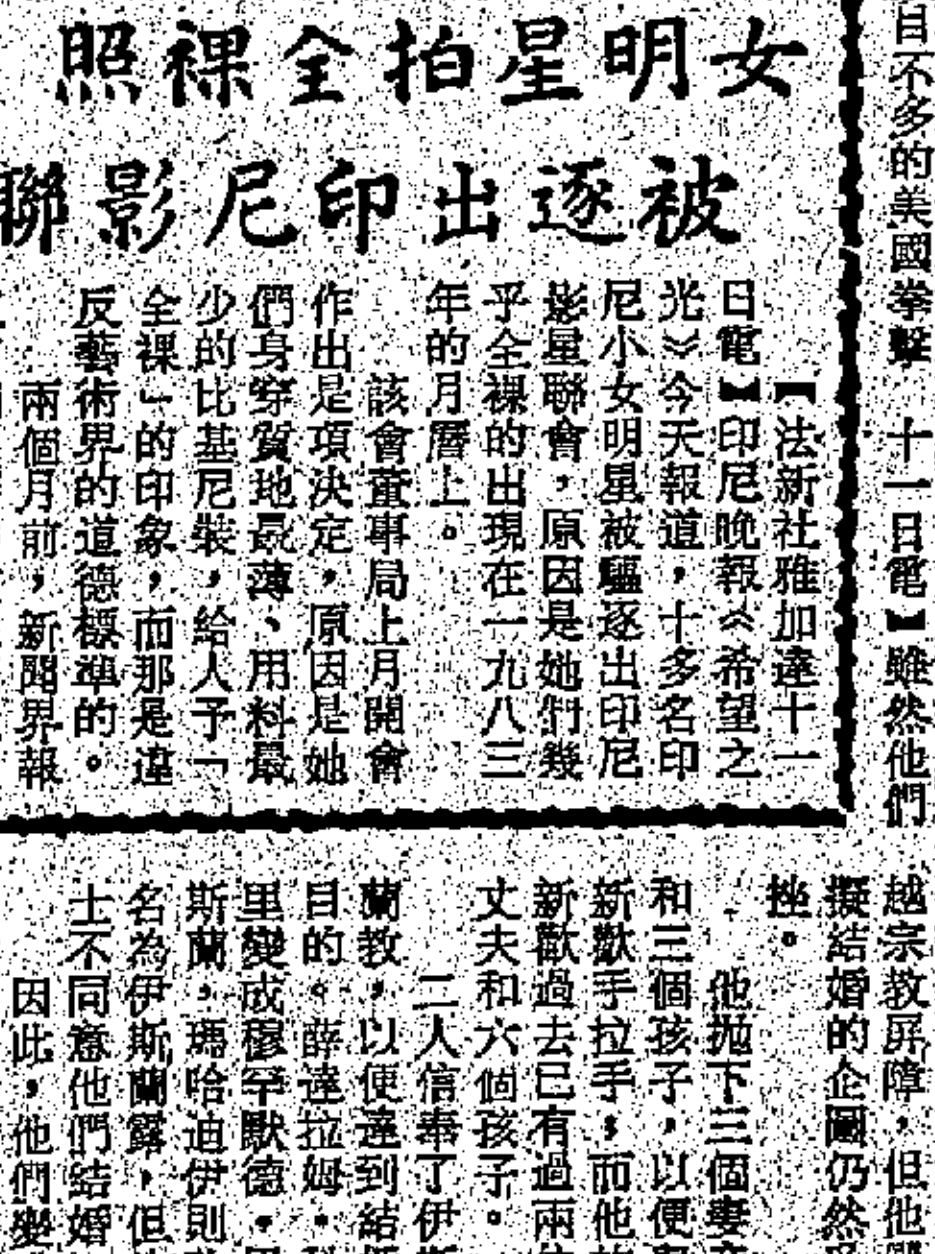 女明星拍全裸照
被逐出印尼影聯
【法新社雅加達十一
日電】印尼晚報《希望之
光》今天報道，十多名印
尼小女明星被驅逐出印尼
影星聯會，原因是她們幾
乎全裸的出現在一九八三
年的月曆上。
該會董事局上月開會
作出是項決定，原因是她
們身穿質地最薄、用料最
少的比基尼裝，給人予「
全裸」的印象，而那是違
反藝術界的道德標準的。
兩個月前，新聞界報
目不多的美國拳擊
十一日電】雖然他們
越宗教屏障，但他
擬結婚的企圖仍然
挫。
他拋下三個妻
和三個孩子，以便
新歡手拉手，而他
新歡過去已有過兩
丈夫和六個孩子。
二人信奉了伊
蘭教，以便達到結
目的。薛達拉姆．
里變成穆罕默德．
斯蘭，瑪哈迪伊則
名為伊斯蘭露，但
士不同意他們結婚
因此，他們變